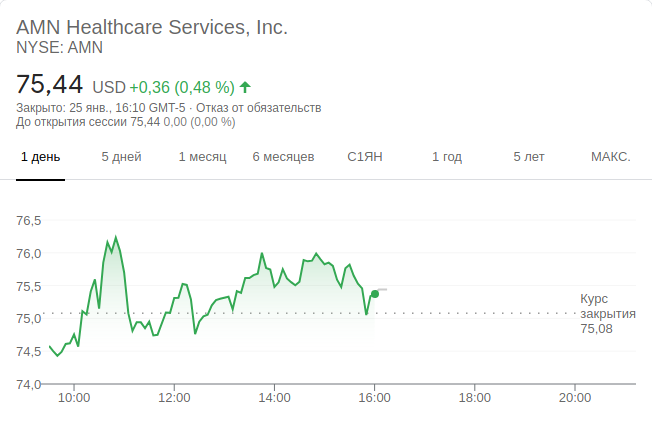 AMN Healthcare Services, Inc.
NYSE: AMN
75,44 USD +0,36 (0,48 %)
Закрыто: 25 янв., 16:10 GMT-5 · Отказ от обязательств
До открытия сессии 75,44 0,00 (0,00 %)
1 день 5 дней 1 месяц 6 месяцев С1ЯН 1 год 5 лет МАКС.
76,5
76,0
75,5
75,0
74,5
74,0
Курс
закрытия
75,08
10:00 12:00 14:00 16:00 18:00 20:00